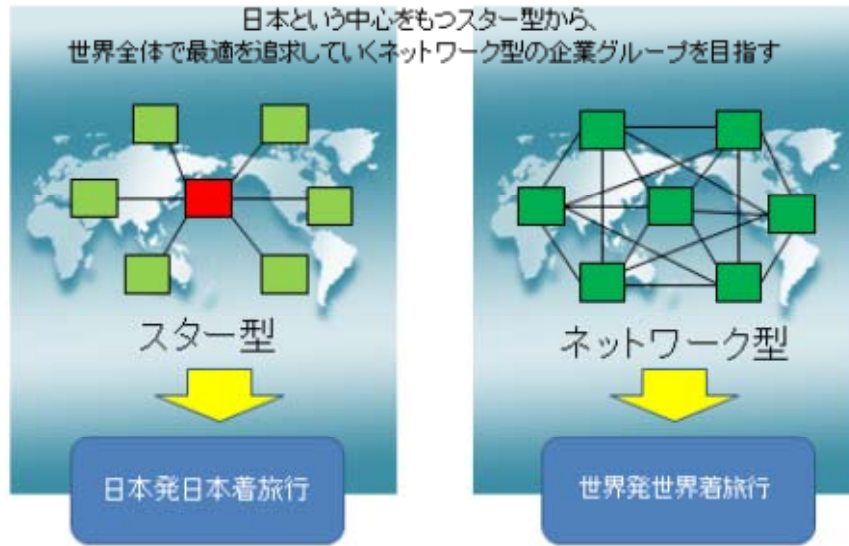 日本という中心をもつスター型から、
世界全体で最適を追求していくネットワーク型の企業グループを目指す
スター型
ネットワーク型
日本発日本着旅行
世界発世界着旅行